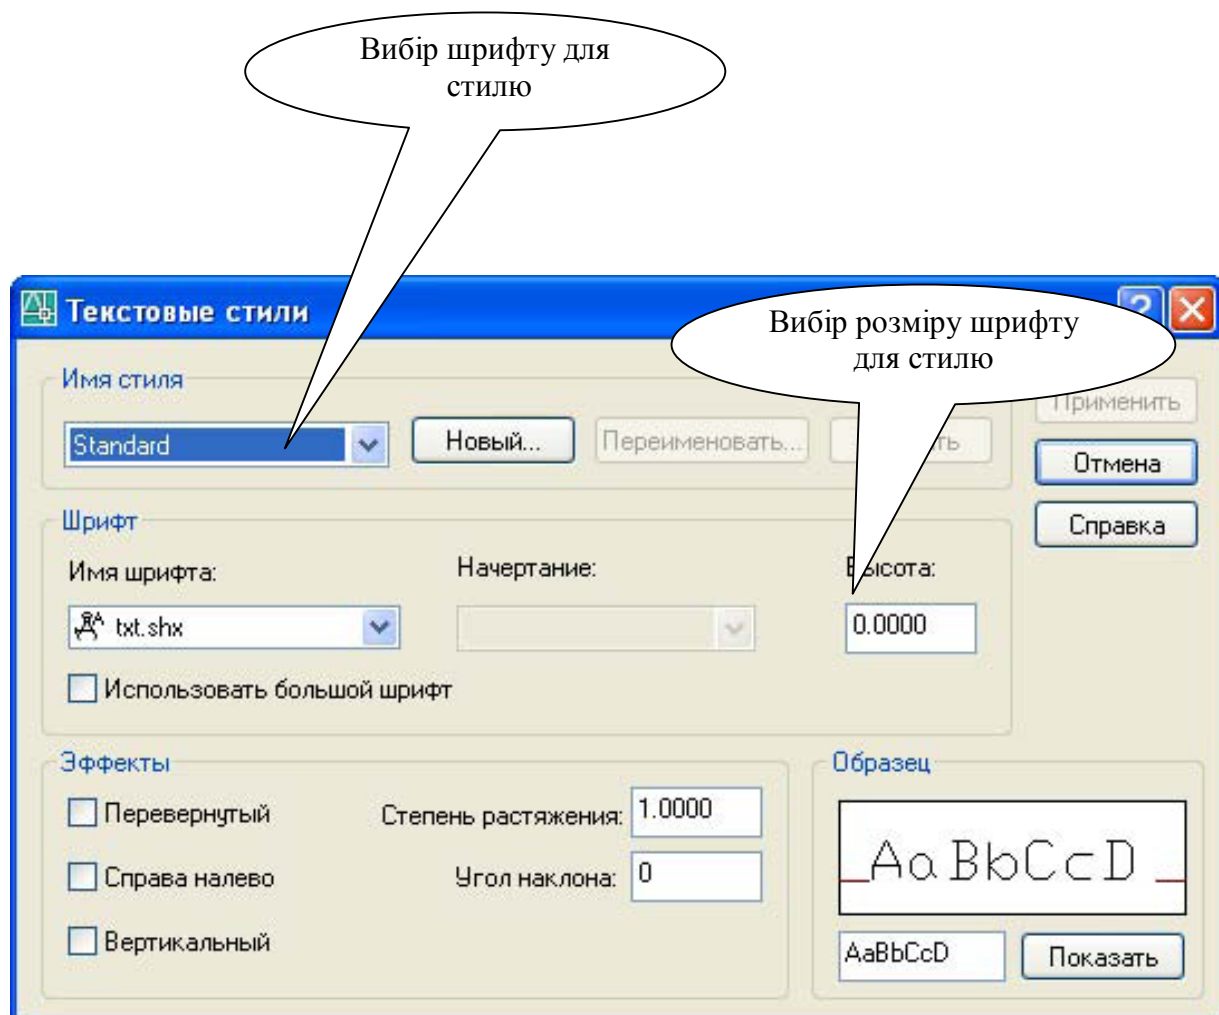 Вибір шрифту для
стилю
Текстовые стили
Вибір розміру шрифту
для стилю
Имя стиля
Standard
Новый...
Переименовать...
Применить
Отмена
Справка
Шрифт
Имя шрифта:
Начертание:
Высота:
txt.shx
0.0000
Использовать большой шрифт
Эффекты
Перевернутый
Степень растяжения:
1.0000
Справа налево
Угол наклона:
0
Вертикальный
Образец
AaBbCcD
AaBbCcD
Показать